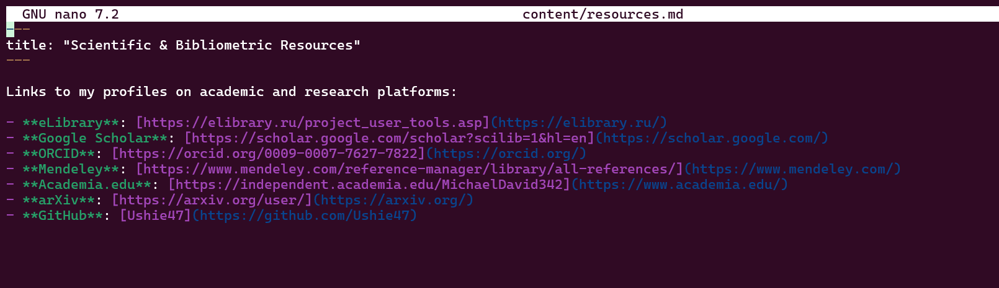 GNU nano 7.2 content/resources.md
---
title: "Scientific & Bibliometric Resources"
---
Links to my profiles on academic and research platforms:
- **eLibrary**: [https://elibrary.ru/project_user_tools.asp](https://elibrary.ru/)
- **Google Scholar**: [https://scholar.google.com/scholar?scilib=1&hl=en](https://scholar.google.com/)
- **ORCID**: [https://orcid.org/0009-0007-7627-7822](https://orcid.org/)
- **Mendeley**: [https://www.mendeley.com/reference-manager/library/all-references/](https://www.mendeley.com/)
- **Academia.edu**: [https://independent.academia.edu/MichaelDavid342](https://www.academia.edu/)
- **arXiv**: [https://arxiv.org/user/](https://arxiv.org/)
- **GitHub**: [Ushie47](https://github.com/Ushie47)